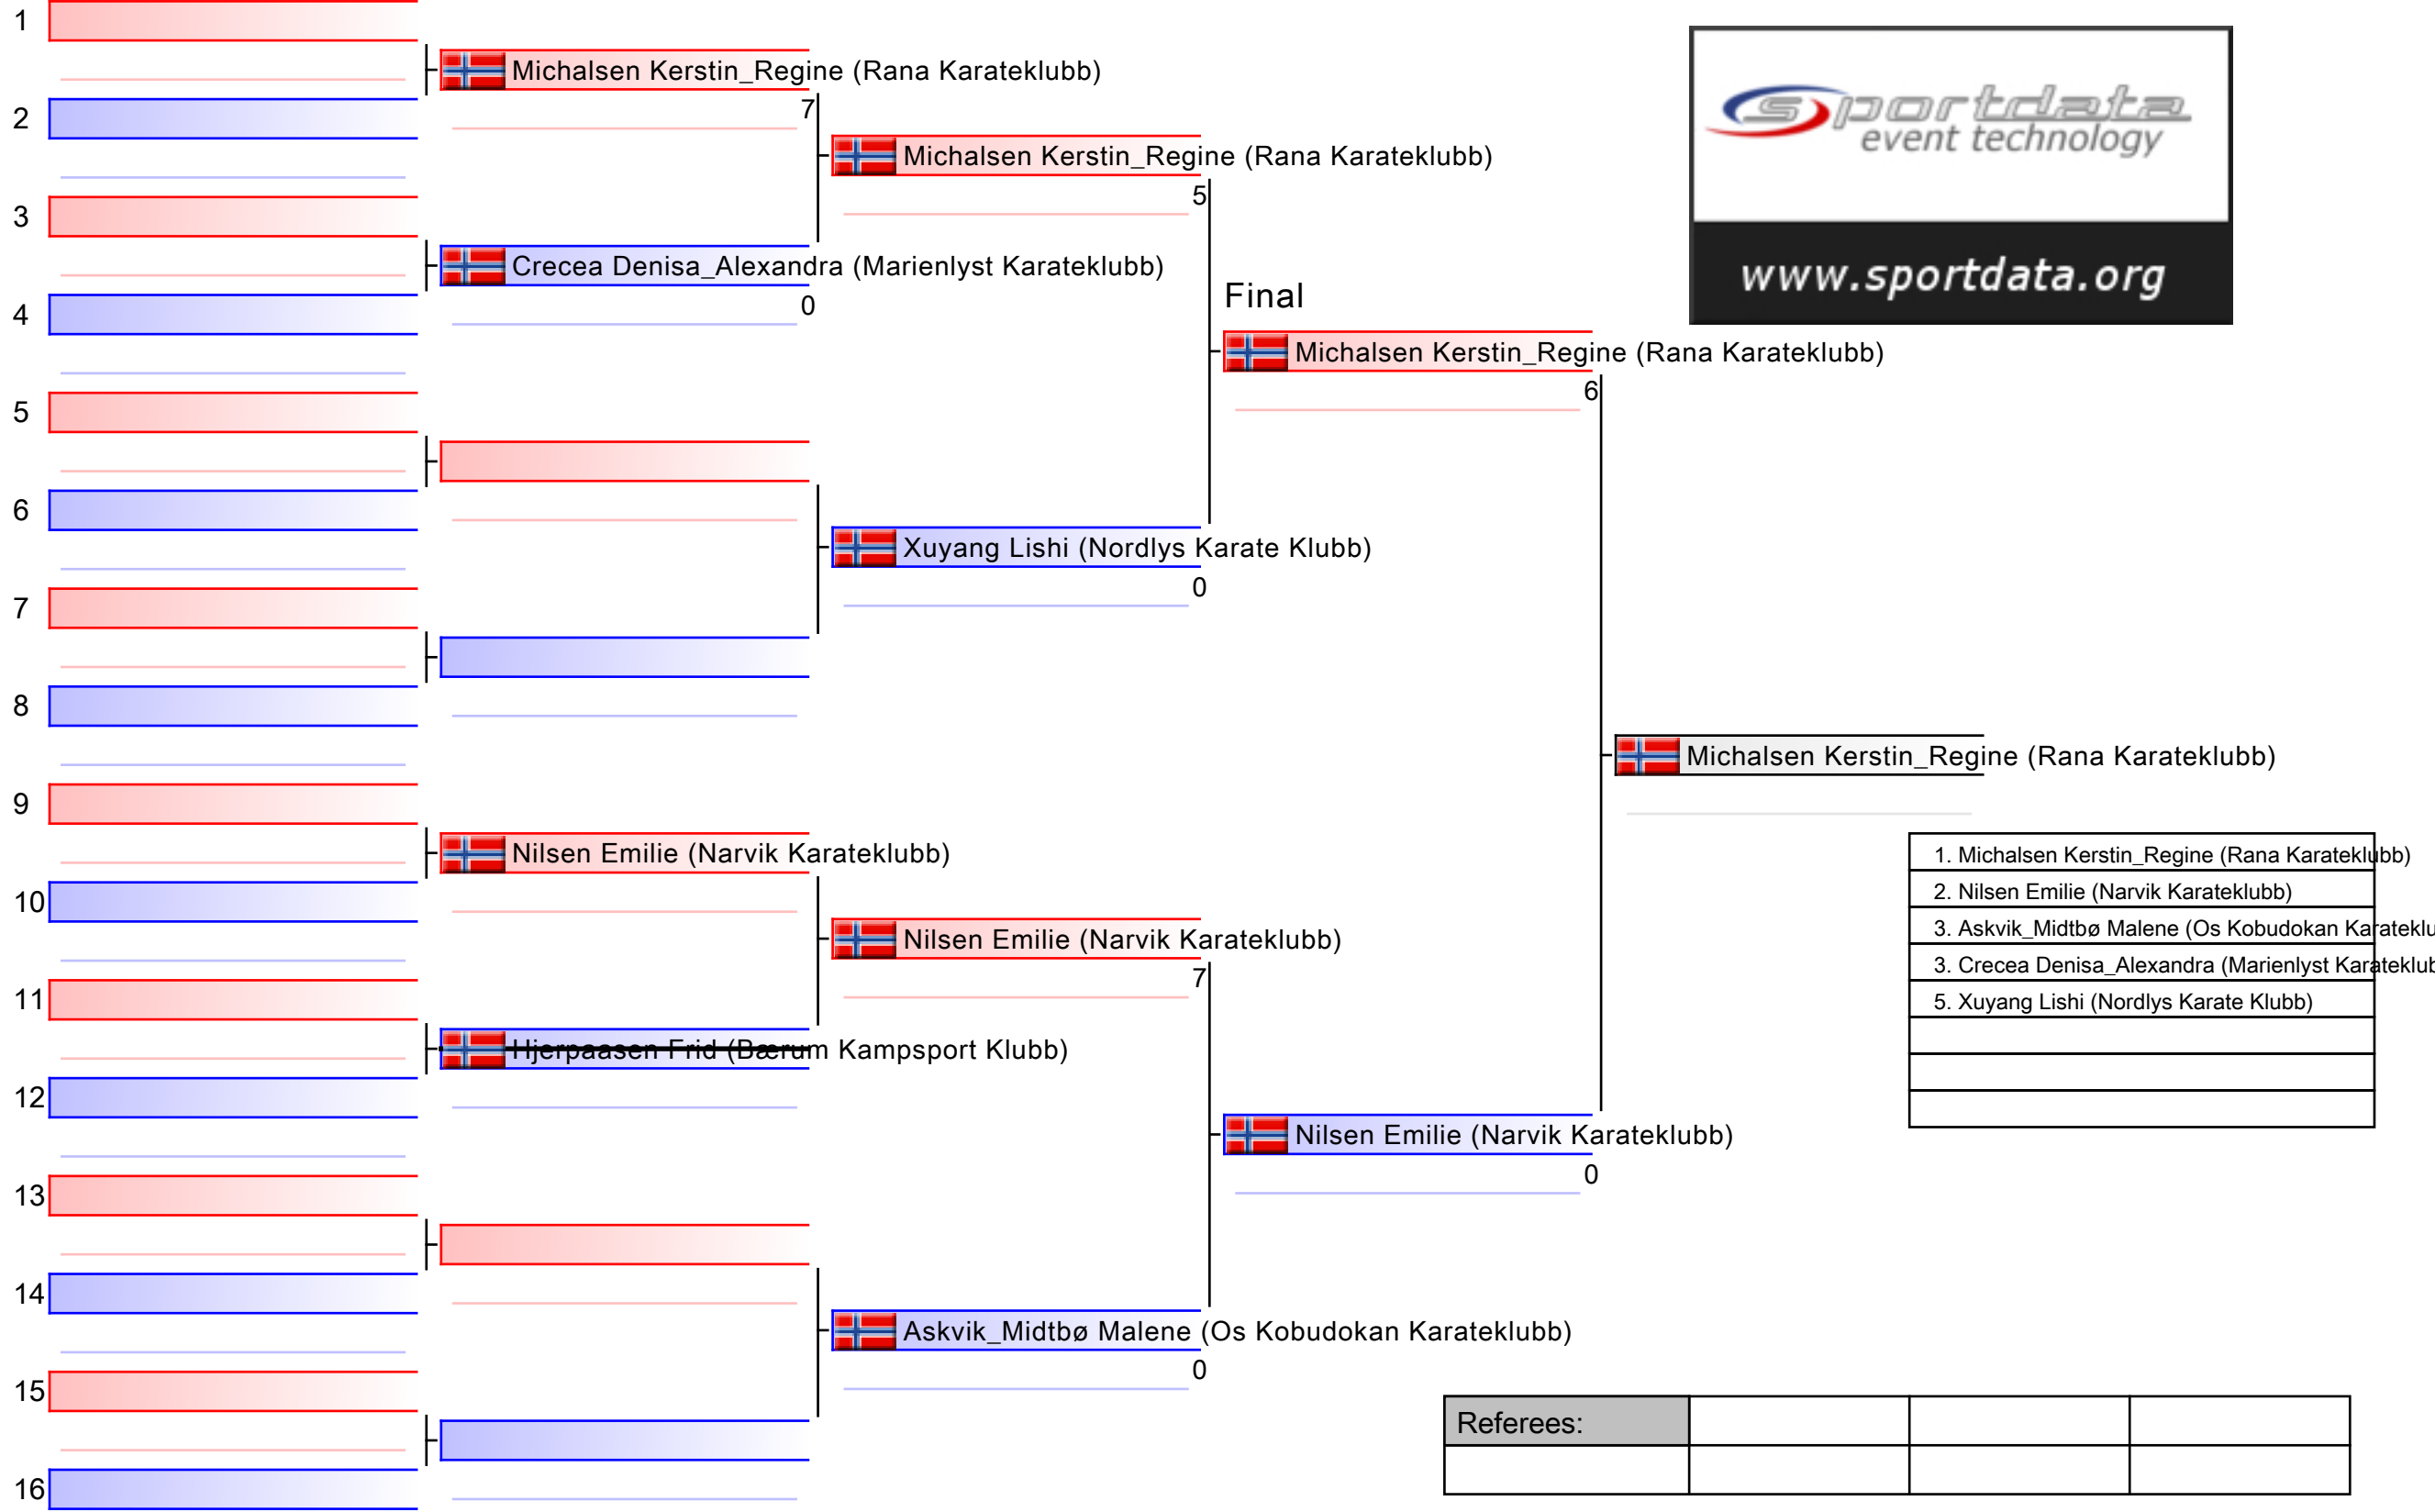 1
Michalsen Kerstin_Regine (Rana Karateklubb)
7
2
Michalsen Kerstin_Regine (Rana Karateklubb)
5
3
Crecea Denisa_Alexandra (Marienlyst Karateklubb)
0
4
Final
Michalsen Kerstin_Regine (Rana Karateklubb)
6
5
6
Xuyang Lishi (Nordlys Karate Klubb)
0
7
8
Michalsen Kerstin_Regine (Rana Karateklubb)
9
Nilsen Emilie (Narvik Karateklubb)
10
Nilsen Emilie (Narvik Karateklubb)
7
11
Hjerpaasen Frid (Bærum Kampsport Klubb)
12
Nilsen Emilie (Narvik Karateklubb)
0
13
14
Askvik_Midtbø Malene (Os Kobudokan Karateklubb)
0
15
16
sportdata
event technology
www.sportdata.org
1. Michalsen Kerstin_Regine (Rana Karateklubb)
2. Nilsen Emilie (Narvik Karateklubb)
3. Askvik_Midtbø Malene (Os Kobudokan Karateklu
3. Crecea Denisa_Alexandra (Marienlyst Karateklub
5. Xuyang Lishi (Nordlys Karate Klubb)
Referees: